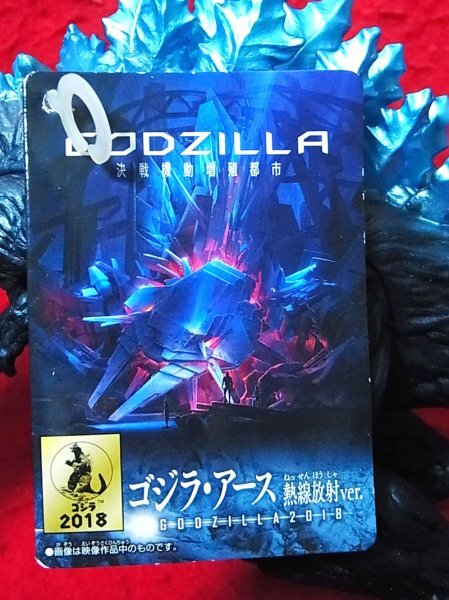 GODZILLA
決戦機動増殖都市
ねっせんほうしゃ
ゴジラ・アース 熱線放射ver.
GODZILLA2018
ゴジラ™
2018
がぞう えいぞうさくひんちゅう
●画像は映像作品中のものです。